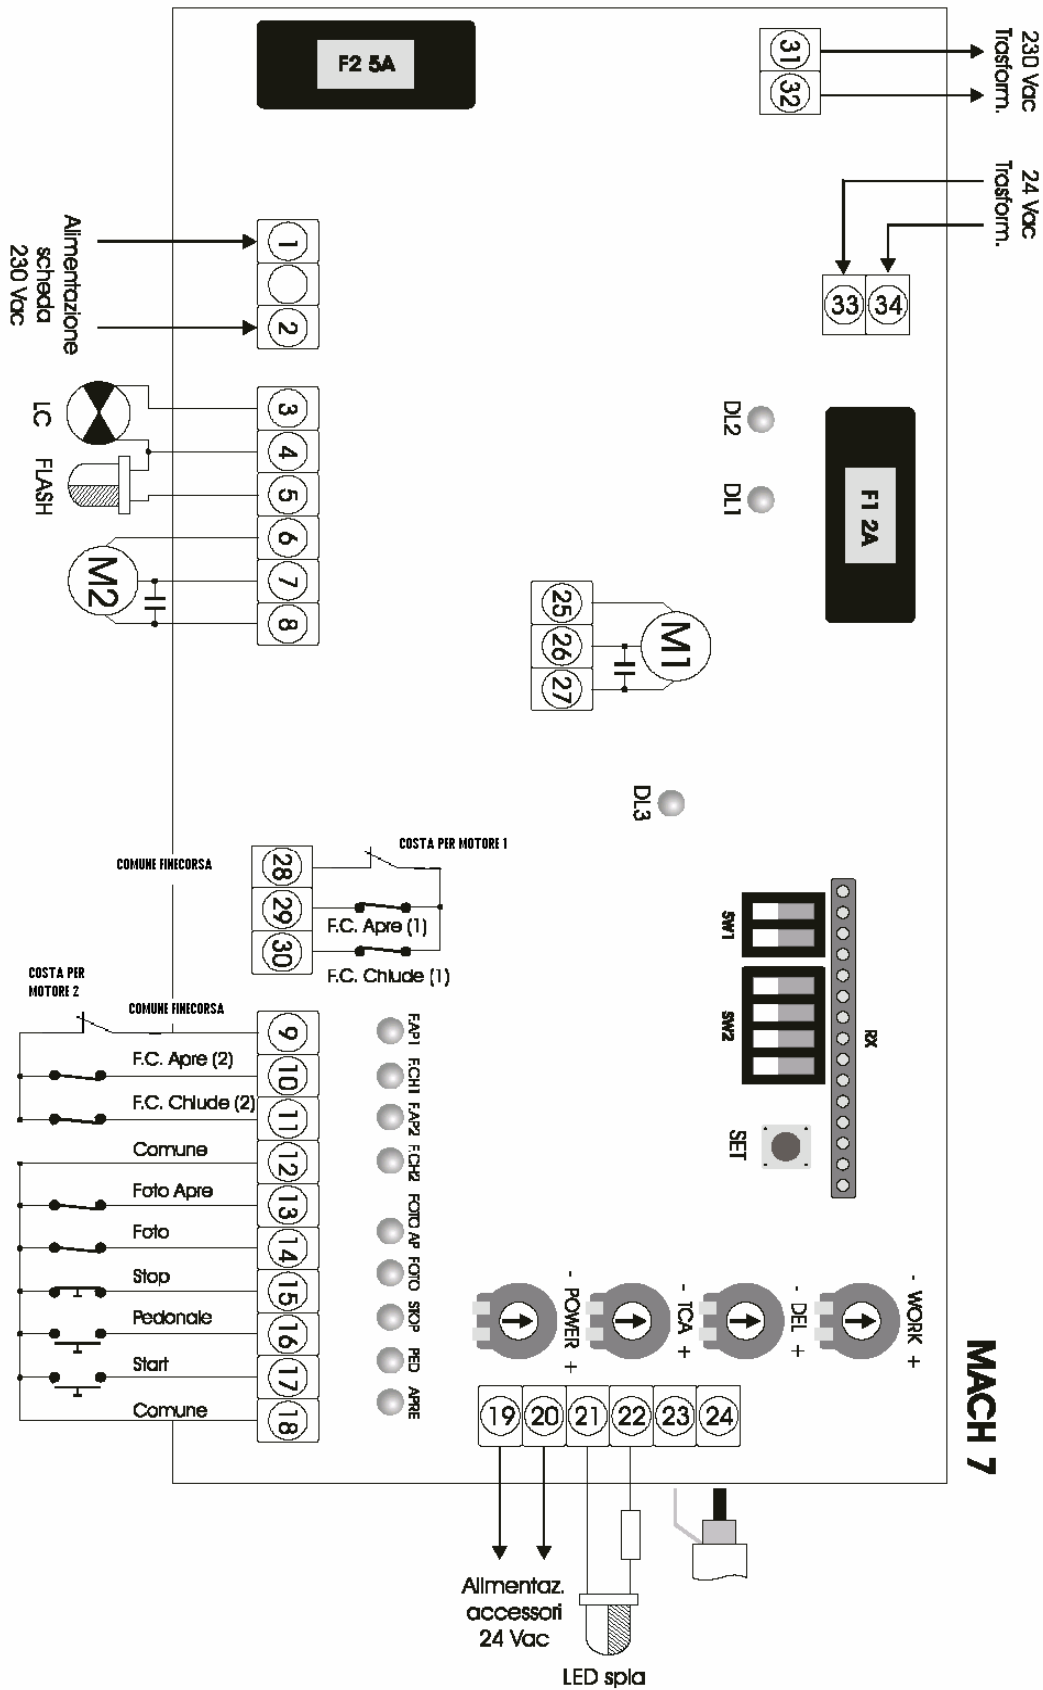 F2 5A
31
32
230 Vac
Trasform.
24 Vac
Trasform.
33
34
Alimentazione
scheda
230 Vac
1
2
LC
FLASH
3
4
5
6
7
8
M2
DL2
DL1
F1 2A
25
26
27
M1
DL3
COMUNE FINECORSA
28
29
30
COSTA PER MOTORE 1
F.C. Apre (1)
F.C. Chiude (1)
SW1
SW2
RX
SET
COSTA PER
MOTORE 2
COMUNE FINECORSA
F.C. Apre (2)
F.C. Chiude (2)
Comune
Foto Apre
Foto
Stop
Pedonale
Start
Comune
9
10
11
12
13
14
15
16
17
18
F.AP1
F.CH1
F.AP2
F.CH2
FOTO AP
FOTO
STOP
PED
APRE
- POWER +
- TCA +
- DEL +
- WORK +
MACH 7
19
20
21
22
23
24
Alimentaz.
accessori
24 Vac
LED spia